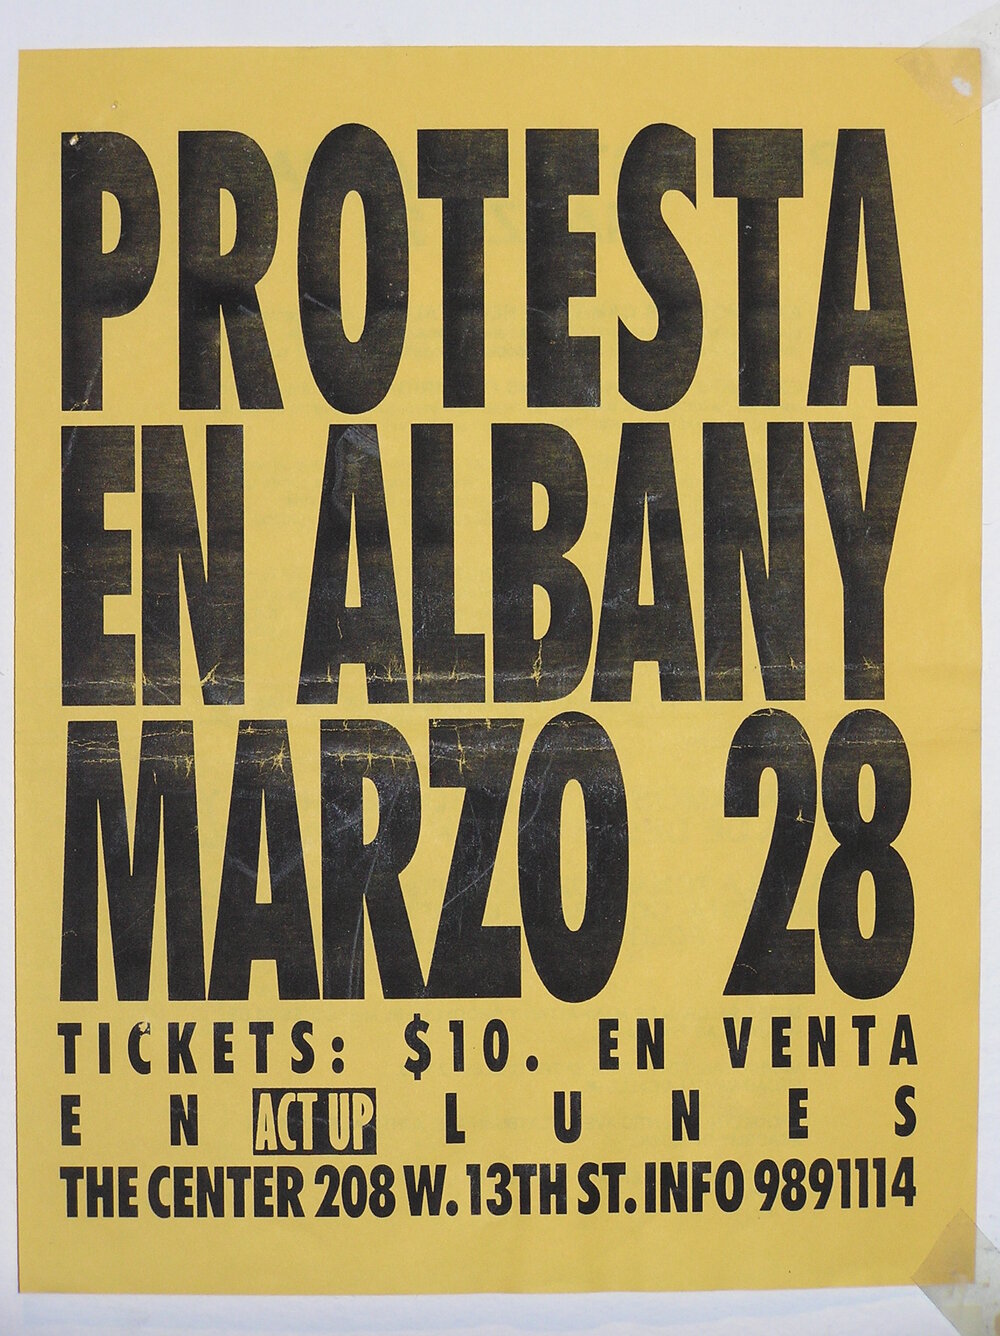 PROTESTA
EN ALBANY
MARZO 28
TICKETS: $10. EN VENTA
EN ACT UP LUNES
THE CENTER 208 W. 13TH ST. INFO 9891114